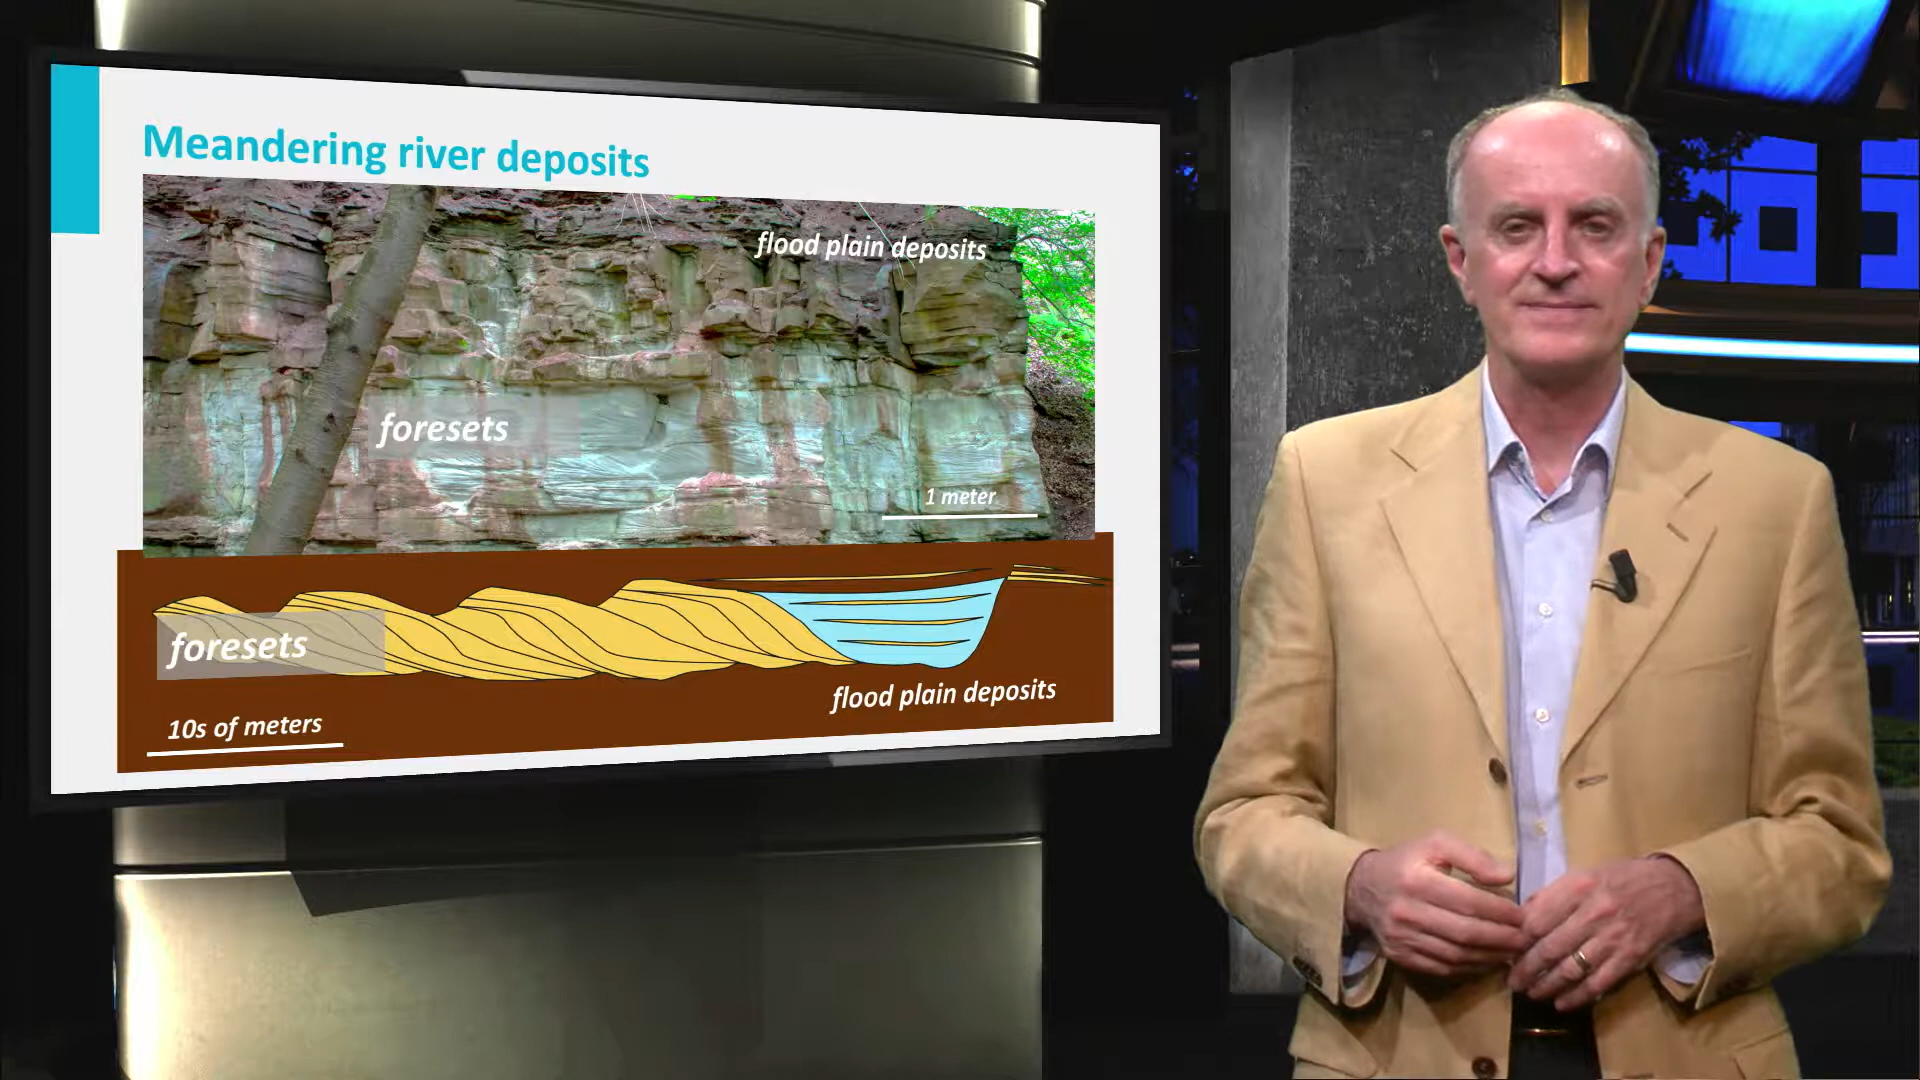 Meandering river deposits
flood plain deposits
foresets
1 meter
foresets
flood plain deposits
10s of meters